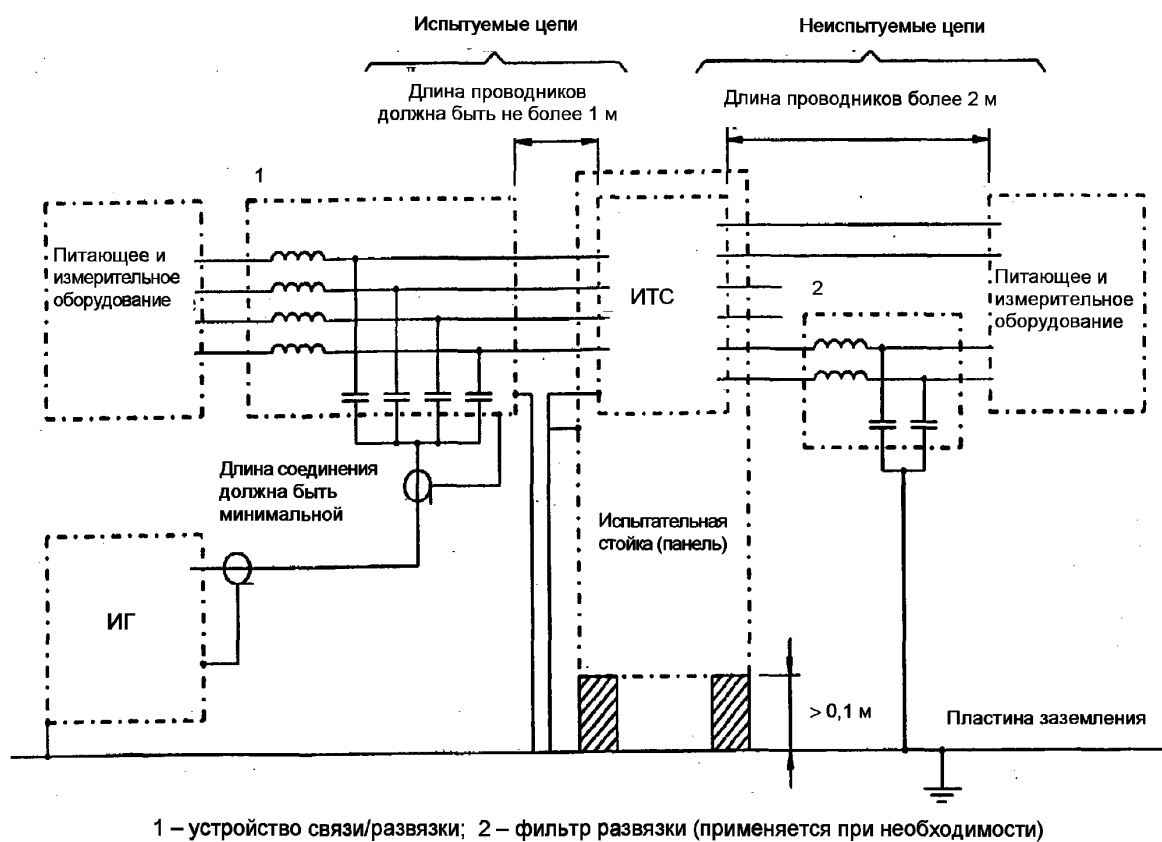 Испытуемые цепи
Неиспытуемые цепи
Длина проводников
должна быть не более 1 м
Длина проводников более 2 м
1
Питающее и
измерительное
оборудование
ИТС
2
Питающее и
измерительное
оборудование
Длина соединения
должна быть
минимальной
Испытательная
стойка (панель)
ИГ
> 0,1 м
Пластина заземления
1 – устройство связи/развязки; 2 – фильтр развязки (применяется при необходимости)